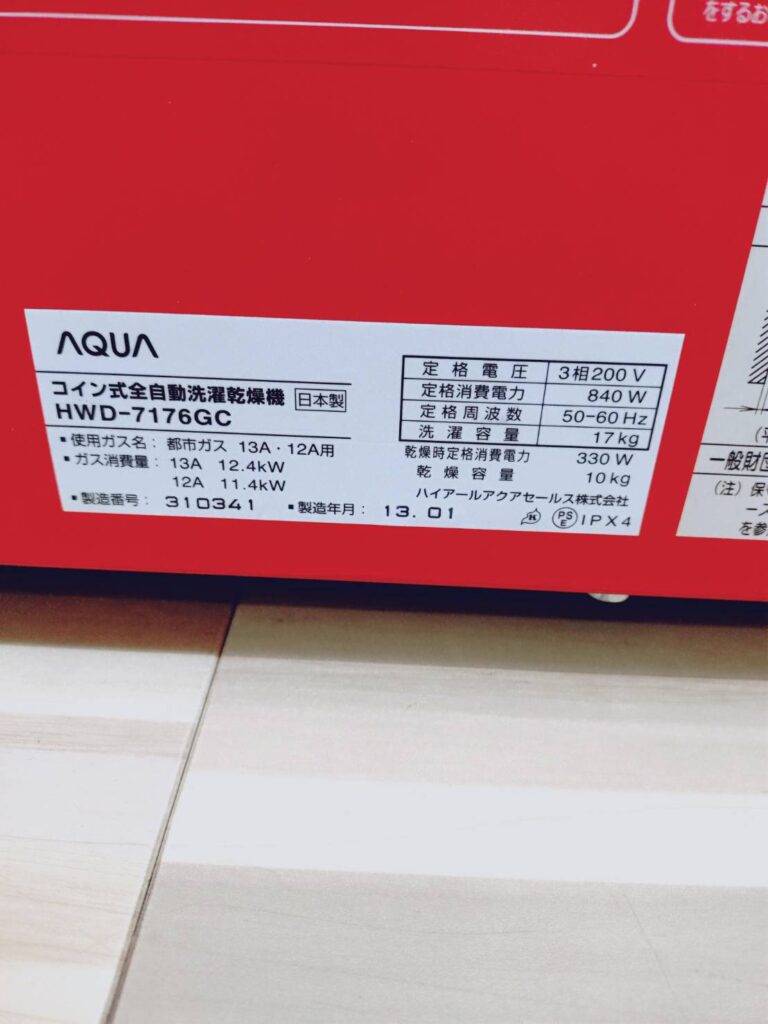 をするお
AQUA
コイン式全自動洗濯乾燥機 日本製
HWD-7176GC
▪使用ガス名： 都市ガス 13A・12A用
▪ガス消費量： 13A 12.4kW
12A 11.4kW
▪製造番号： 310341 ▪製造年月： 13.01
定格電圧 3相200V
定格消費電力 840W
定格周波数 50-60Hz
洗濯容量 17kg
乾燥時定格消費電力 330W
乾燥容量 10kg
ハイアールアクアセールス株式会社
PSE IPX4
一般財団
（注）保
ース
を参